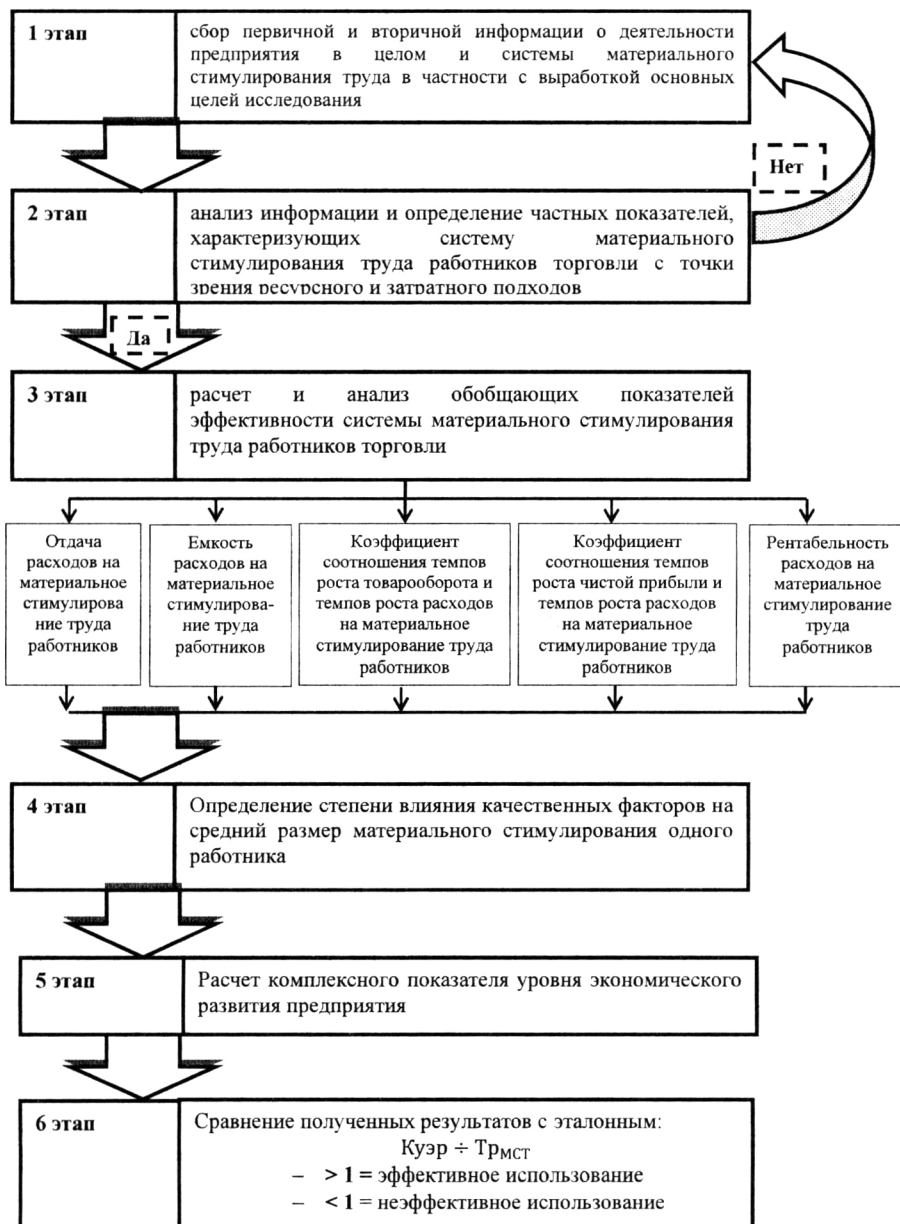 1 этап
сбор первичной и вторичной информации о деятельности
предприятия в целом и системы материального
стимулирования труда в частности с выработкой основных
целей исследования
Нет
2 этап
анализ информации и определение частных показателей,
характеризующих систему материального
стимулирования труда работников торговли с точки
зрения ресурсного и затратного подходов
Да
3 этап
расчет и анализ обобщающих показателей
эффективности системы материального стимулирования
труда работников торговли
Отдача
расходов на
материальное
стимулирова
ние труда
работников
Емкость
расходов на
материальное
стимулирова-
ние труда
работников
Коэффициент
соотношения темпов
роста товарооборота и
темпов роста расходов
на материальное
стимулирование труда
работников
Коэффициент
соотношения темпов
роста чистой прибыли и
темпов роста расходов
на материальное
стимулирование труда
работников
Рентабельность
расходов на
материальное
стимулирование
труда
работников
4 этап
Определение степени влияния качественных факторов на
средний размер материального стимулирования одного
работника
5 этап
Расчет комплексного показателя уровня экономического
развития предприятия
6 этап
Сравнение полученных результатов с эталонным:
Куэр ÷ Тр_МСТ
– > 1 = эффективное использование
– < 1 = неэффективное использование